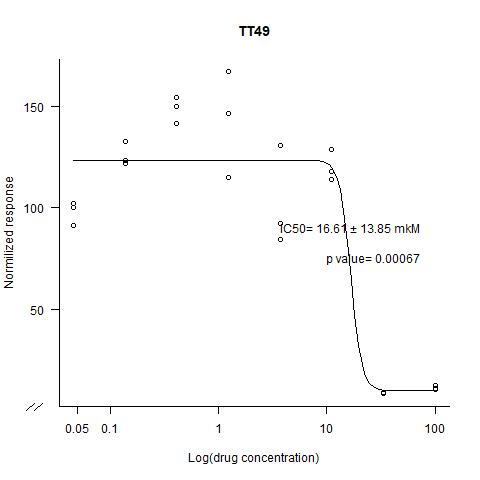 TT49
150
100
50
Normilized response
IC50= 16.61 ± 13.85 mkM
p value= 0.00067
0.05 0.1 1 10 100
Log(drug concentration)